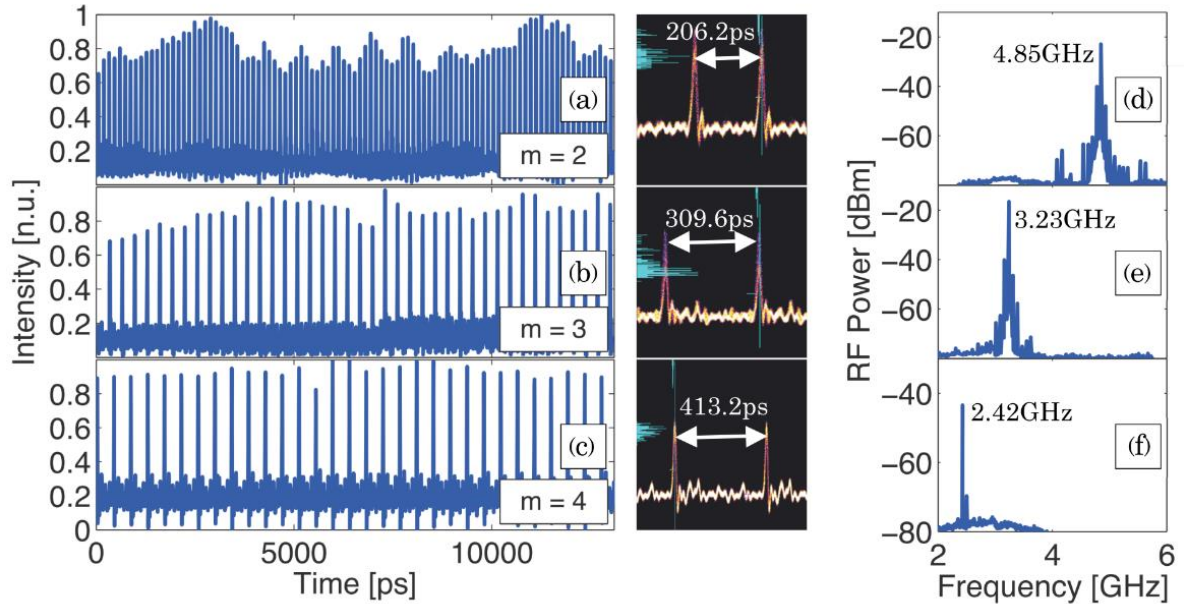 Intensity [n.u.]
1
0.8
0.6
0.4
0.2
(a)
m = 2
0.8
0.6
0.4
0.2
(b)
m = 3
0.8
0.6
0.4
0.2
0
(c)
m = 4
0
5000
10000
Time [ps]
206.2ps
309.6ps
413.2ps
RF Power [dBm]
−20
−40
−60
4.85GHz
(d)
−20
−40
−60
3.23GHz
(e)
−40
−60
−80
2.42GHz
(f)
2
4
6
Frequency [GHz]